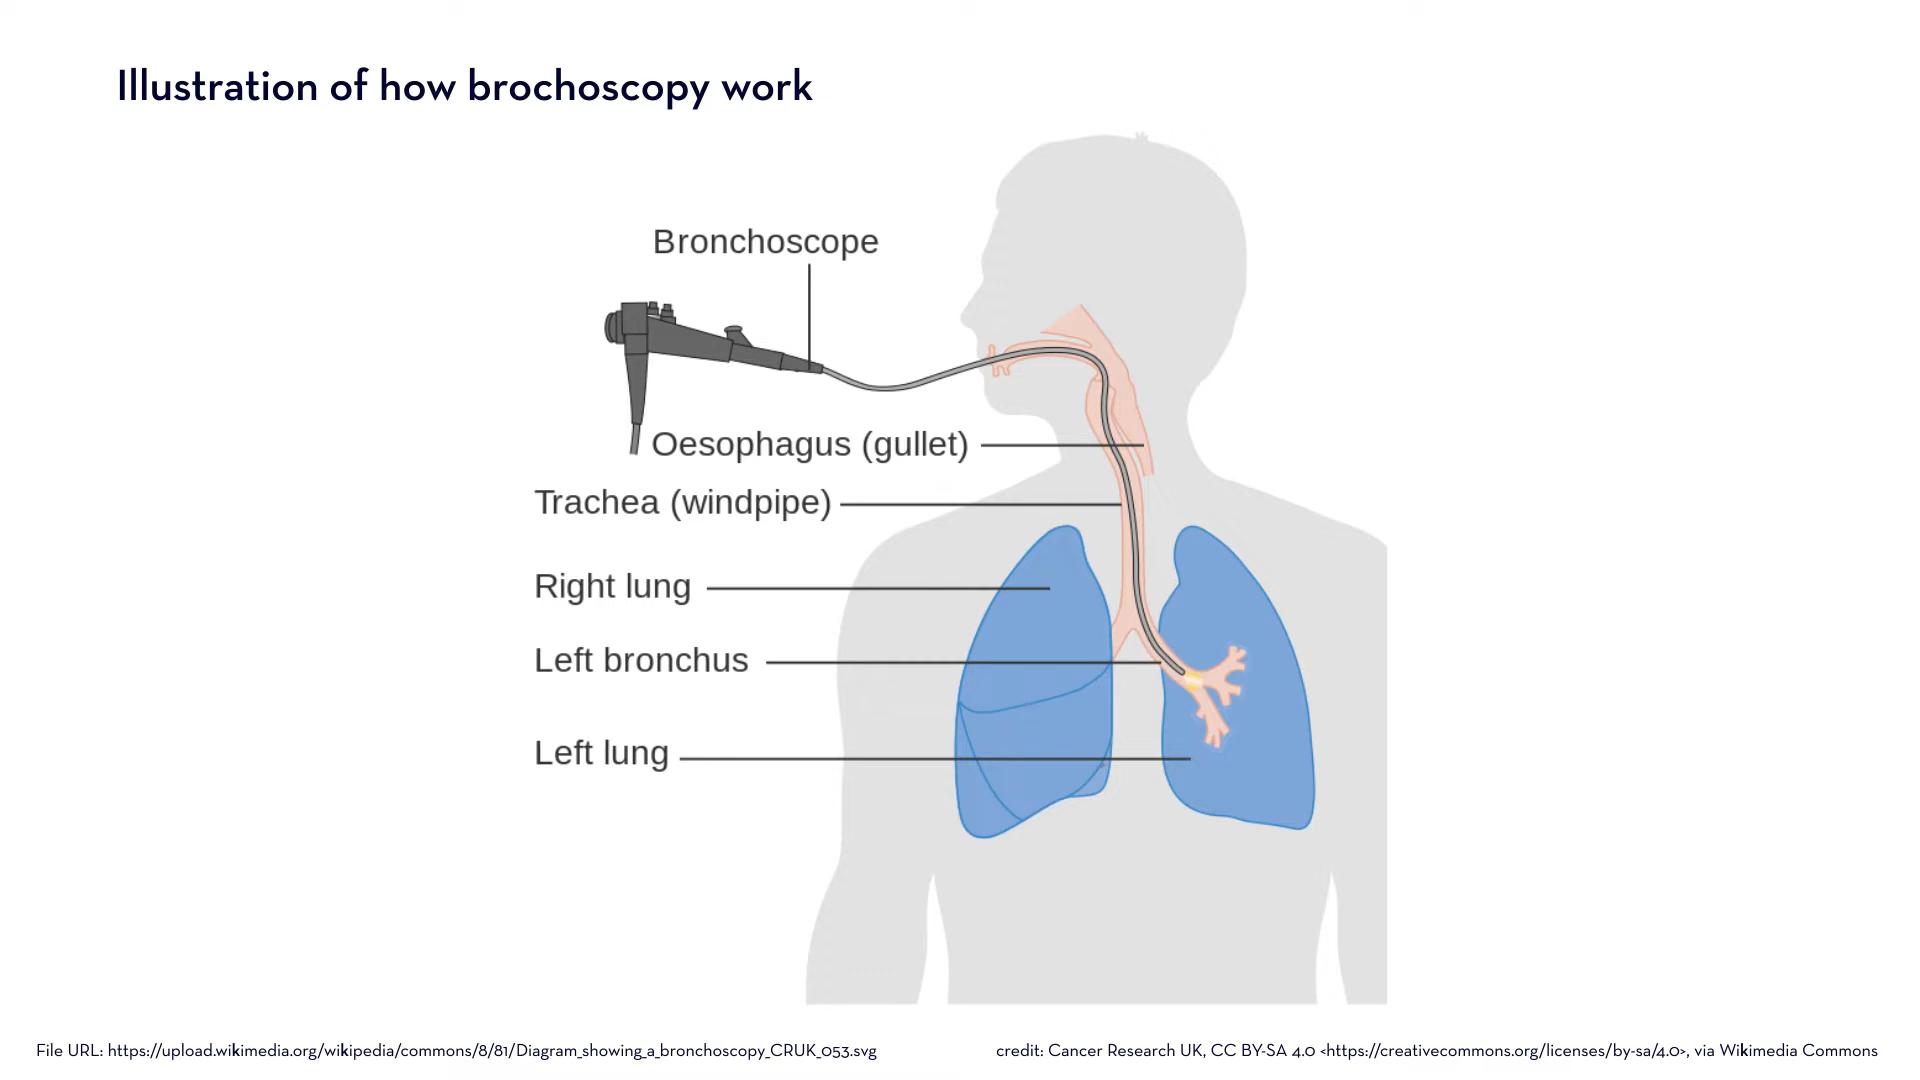 Illustration of how brochoscopy work
Bronchoscope
Oesophagus (gullet)
Trachea (windpipe)
Right lung
Left bronchus
Left lung
File URL: https://upload.wikimedia.org/wikipedia/commons/8/81/Diagram_showing_a_bronchoscopy_CRUK_053.svg
credit: Cancer Research UK, CC BY-SA 4.0 <https://creativecommons.org/licenses/by-sa/4.0>, via Wikimedia Commons